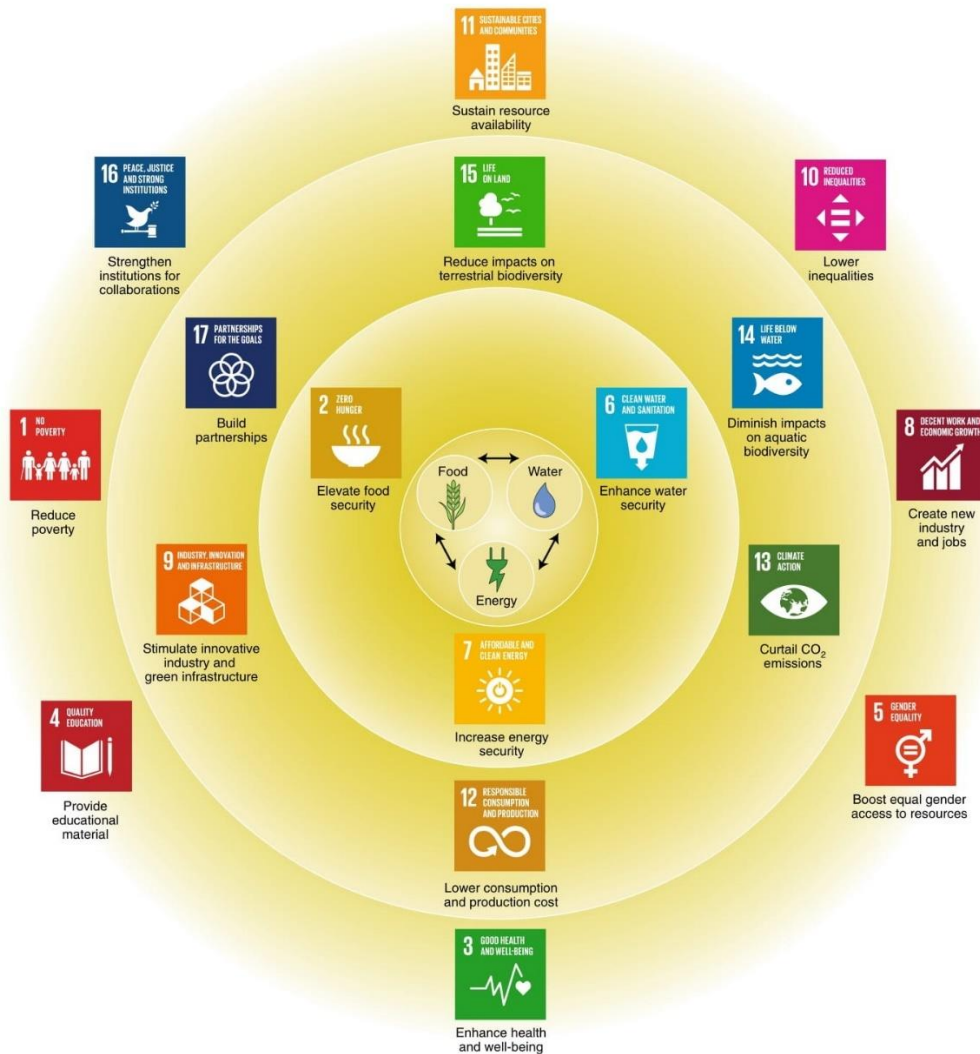 11 SUSTAINABLE CITIES
AND COMMUNITIES
Sustain resource
availability
16 PEACE, JUSTICE
AND STRONG
INSTITUTIONS
Strengthen
institutions for
collaborations
15 LIFE
ON LAND
Reduce impacts on
terrestrial biodiversity
10 REDUCED
INEQUALITIES
Lower
inequalities
17 PARTNERSHIPS
FOR THE GOALS
Build
partnerships
14 LIFE BELOW
WATER
Diminish impacts
on aquatic
biodiversity
1 NO
POVERTY
Reduce
poverty
2 ZERO
HUNGER
Elevate food
security
Food
Water
Energy
6 CLEAN WATER
AND SANITATION
Enhance water
security
8 DECENT WORK AND
ECONOMIC GROWTH
Create new
industry
and jobs
9 INDUSTRY, INNOVATION
AND INFRASTRUCTURE
Stimulate innovative
industry and
green infrastructure
13 CLIMATE
ACTION
Curtail CO₂
emissions
7 AFFORDABLE AND
CLEAN ENERGY
Increase energy
security
4 QUALITY
EDUCATION
Provide
educational
material
5 GENDER
EQUALITY
Boost equal gender
access to resources
12 RESPONSIBLE
CONSUMPTION
AND PRODUCTION
Lower consumption
and production cost
3 GOOD HEALTH
AND WELL-BEING
Enhance health
and well-being